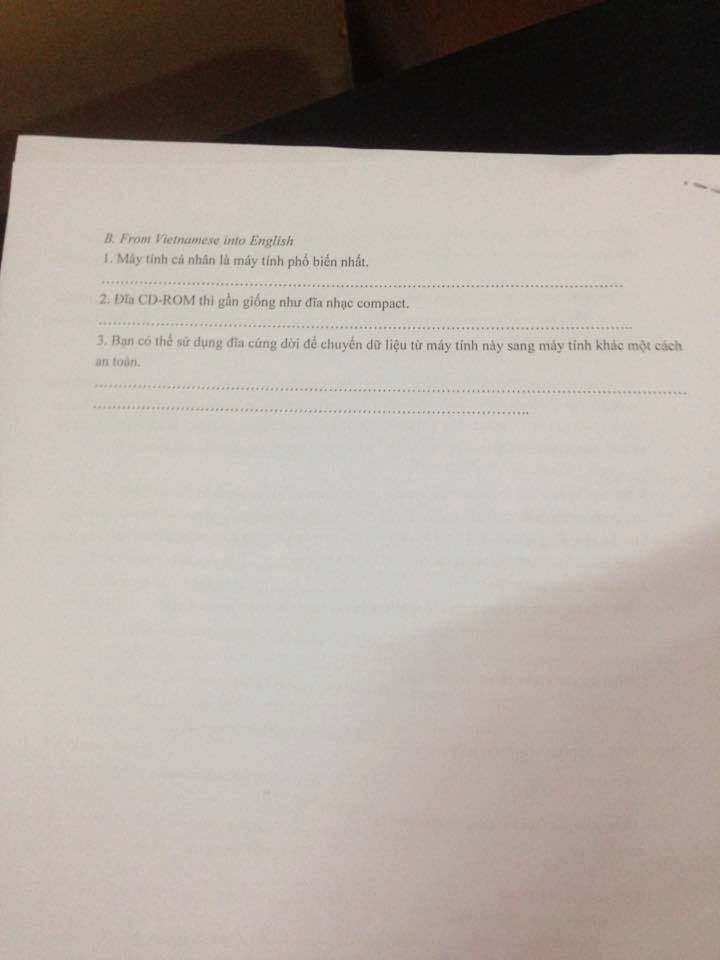 B. From Vietnamese into English
1. Máy tính cá nhân là máy tính phổ biến nhất.
2. Đĩa CD-ROM thì gần giống như đĩa nhạc compact.
3. Bạn có thể sử dụng đĩa cứng dời để chuyển dữ liệu từ máy tính này sang máy tính khác một cách
an toàn.